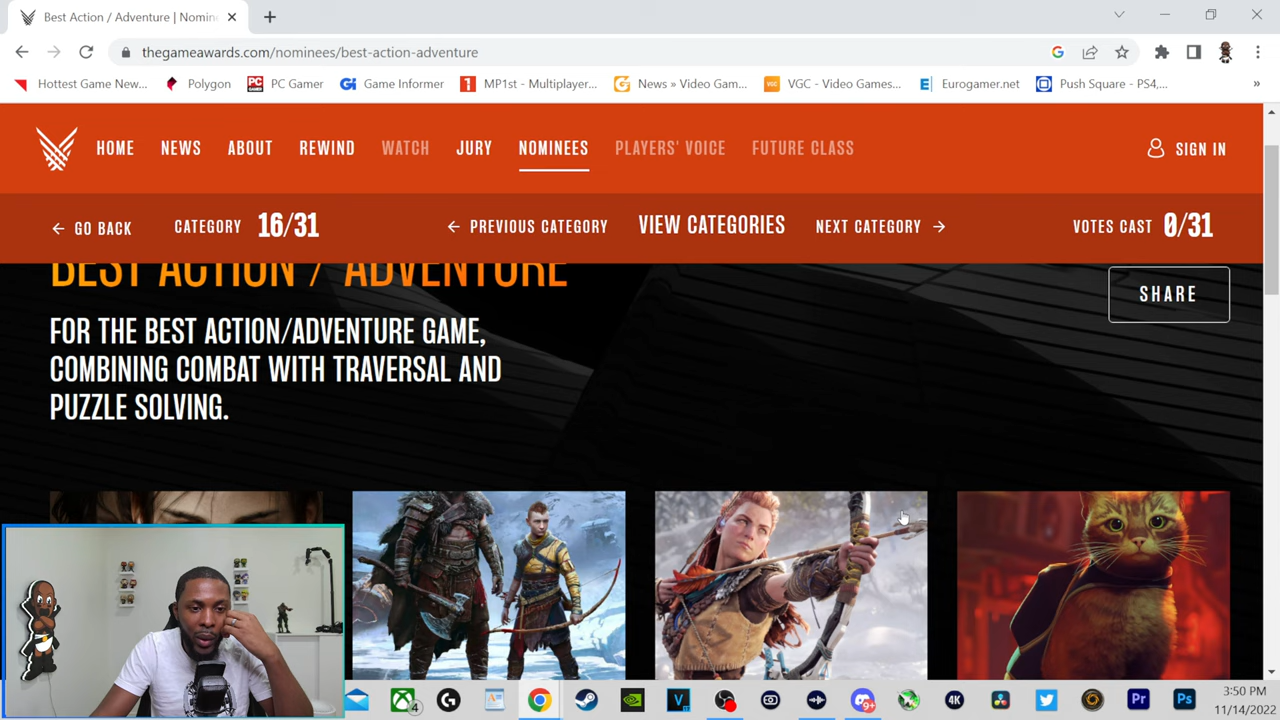 Best Action / Adventure | Nomin
thegameawards.com/nominees/best-action-adventure
Hottest Game New... Polygon PC Gamer Game Informer MP1st - Multiplayer... News » Video Gam... VGC - Video Games... Eurogamer.net Push Square - PS4,... »
HOME NEWS ABOUT REWIND WATCH JURY NOMINEES PLAYERS' VOICE FUTURE CLASS SIGN IN
← GO BACK CATEGORY 16/31 ← PREVIOUS CATEGORY VIEW CATEGORIES NEXT CATEGORY → VOTES CAST 0/31
BEST ACTION / ADVENTURE
SHARE
FOR THE BEST ACTION/ADVENTURE GAME,
COMBINING COMBAT WITH TRAVERSAL AND
PUZZLE SOLVING.
3:50 PM
11/14/2022